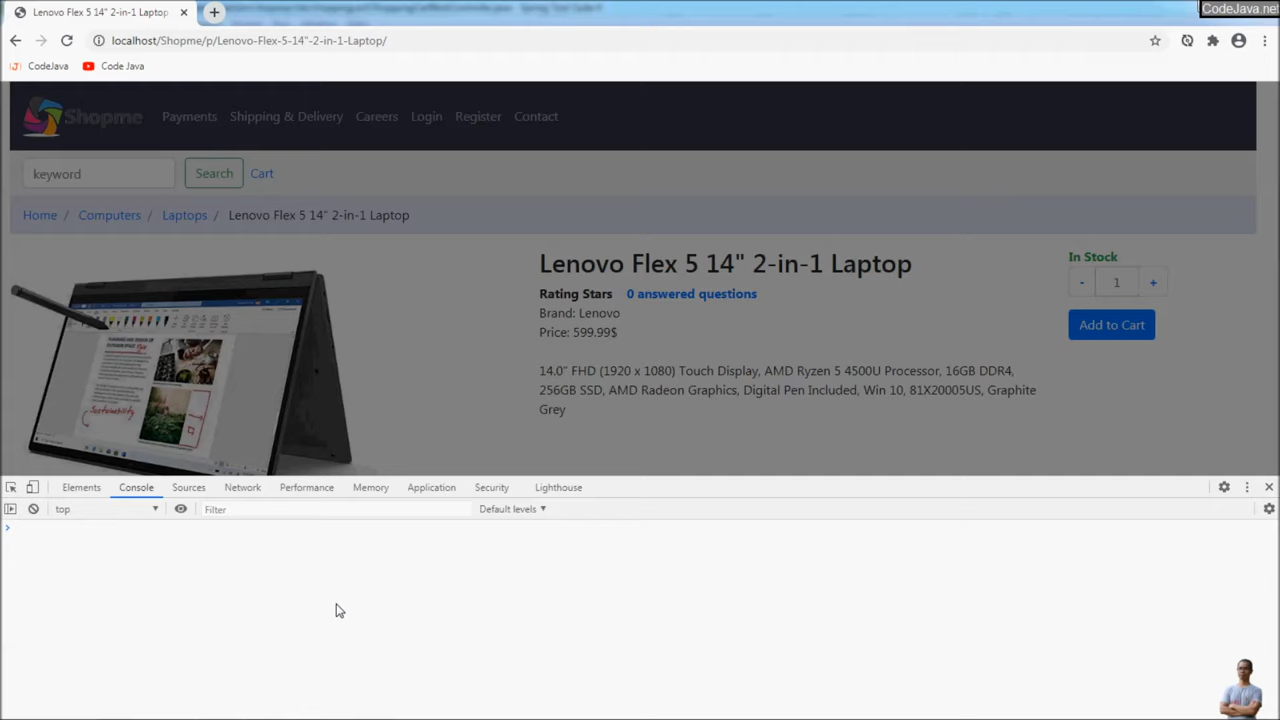 Lenovo Flex 5 14" 2-in-1 Laptop
CodeJava.net
localhost/Shopme/p/Lenovo-Flex-5-14"-2-in-1-Laptop/
CodeJava Code Java
Shopme Payments Shipping & Delivery Careers Login Register Contact
keyword Search Cart
Home / Computers / Laptops / Lenovo Flex 5 14" 2-in-1 Laptop
Lenovo Flex 5 14" 2-in-1 Laptop
In Stock
- 1 +
Add to Cart
Rating Stars 0 answered questions
Brand: Lenovo
Price: 599.99$
14.0" FHD (1920 x 1080) Touch Display, AMD Ryzen 5 4500U Processor, 16GB DDR4,
256GB SSD, AMD Radeon Graphics, Digital Pen Included, Win 10, 81X20005US, Graphite
Grey
Sustainability
Elements Console Sources Network Performance Memory Application Security Lighthouse
top Filter Default levels